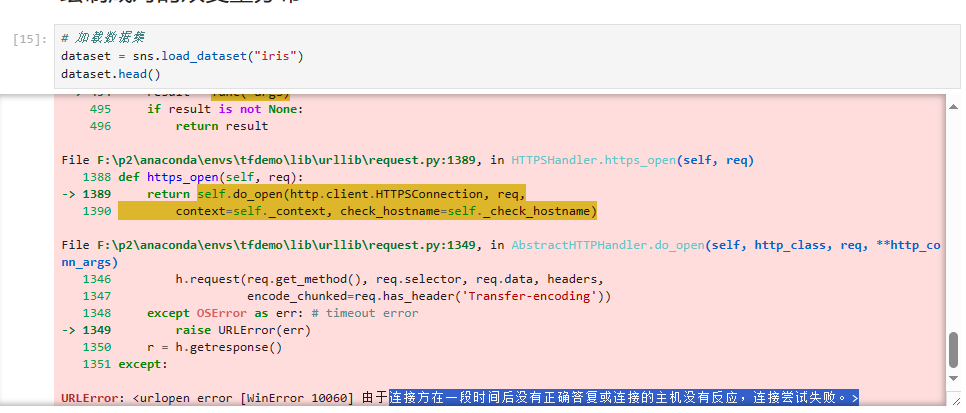 [15]:
# 加载数据集
dataset = sns.load_dataset("iris")
dataset.head()
495 if result is not None:
496 return result
File F:\p2\anaconda\envs\tfdemo\lib\urllib\request.py:1389, in HTTPSHandler.https_open(self, req)
1388 def https_open(self, req):
-> 1389 return self.do_open(http.client.HTTPSConnection, req,
1390 context=self._context, check_hostname=self._check_hostname)
File F:\p2\anaconda\envs\tfdemo\lib\urllib\request.py:1349, in AbstractHTTPHandler.do_open(self, http_class, req, **http_co
nn_args)
1346 h.request(req.get_method(), req.selector, req.data, headers,
1347 encode_chunked=req.has_header('Transfer-encoding'))
1348 except OSError as err: # timeout error
-> 1349 raise URLError(err)
1350 r = h.getresponse()
1351 except:
URLError: <urlopen error [WinError 10060] 由于连接方在一段时间后没有正确答复或连接的主机没有反应，连接尝试失败。>